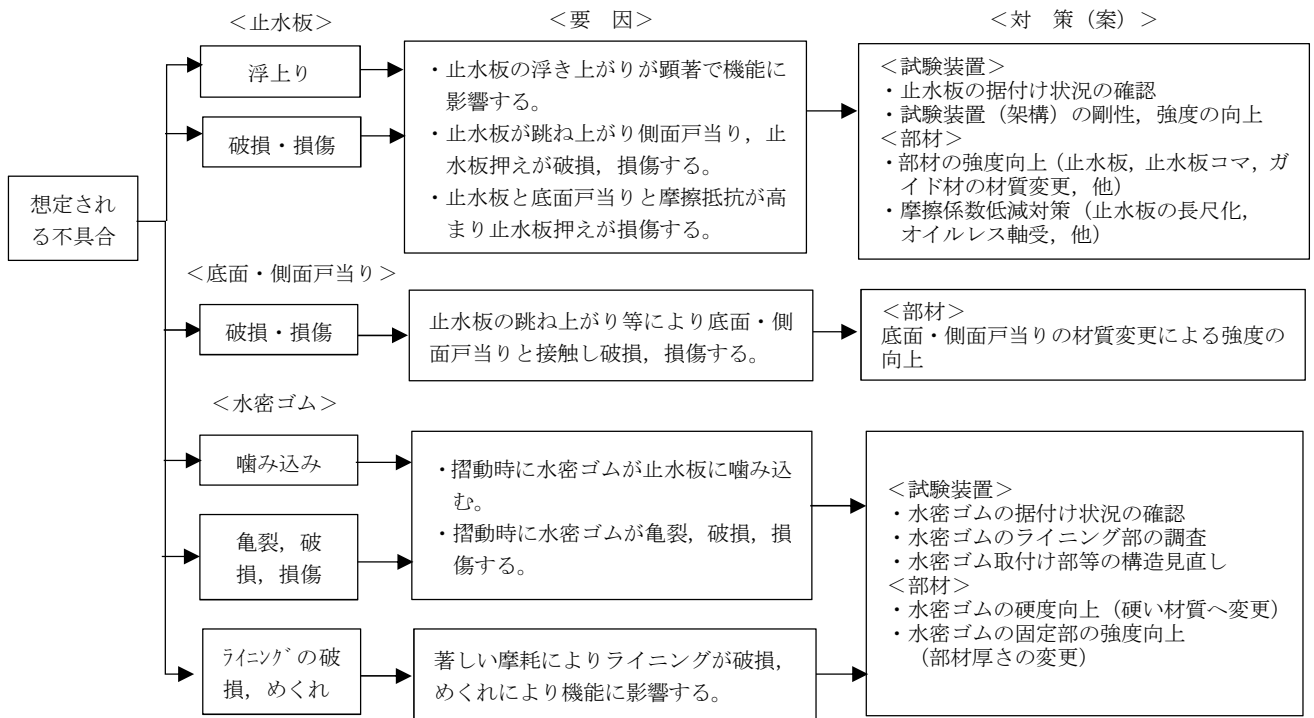 ＜止水板＞
＜要　因＞
＜対　策（案）＞
想定され
る不具合
浮上り
破損・損傷
・止水板の浮き上がりが顕著で機能に
影響する。
・止水板が跳ね上がり側面戸当り，止
水板押えが破損，損傷する。
・止水板と底面戸当りと摩擦抵抗が高
まり止水板押えが損傷する。
＜試験装置＞
・止水板の据付け状況の確認
・試験装置（架構）の剛性，強度の向上
＜部材＞
・部材の強度向上（止水板，止水板コマ，ガ
イド材の材質変更，他）
・摩擦係数低減対策（止水板の長尺化，
オイルレス軸受，他）
＜底面・側面戸当り＞
破損・損傷
止水板の跳ね上がり等により底面・側
面戸当りと接触し破損，損傷する。
＜部材＞
底面・側面戸当りの材質変更による強度の
向上
＜水密ゴム＞
噛み込み
亀裂，破
損，損傷
・摺動時に水密ゴムが止水板に噛み込
む。
・摺動時に水密ゴムが亀裂，破損，損
傷する。
ﾗｲﾆﾝｸﾞの破
損，めくれ
著しい摩耗によりライニングが破損，
めくれにより機能に影響する。
＜試験装置＞
・水密ゴムの据付け状況の確認
・水密ゴムのライニング部の調査
・水密ゴム取付け部等の構造見直し
＜部材＞
・水密ゴムの硬度向上（硬い材質へ変更）
・水密ゴムの固定部の強度向上
（部材厚さの変更）